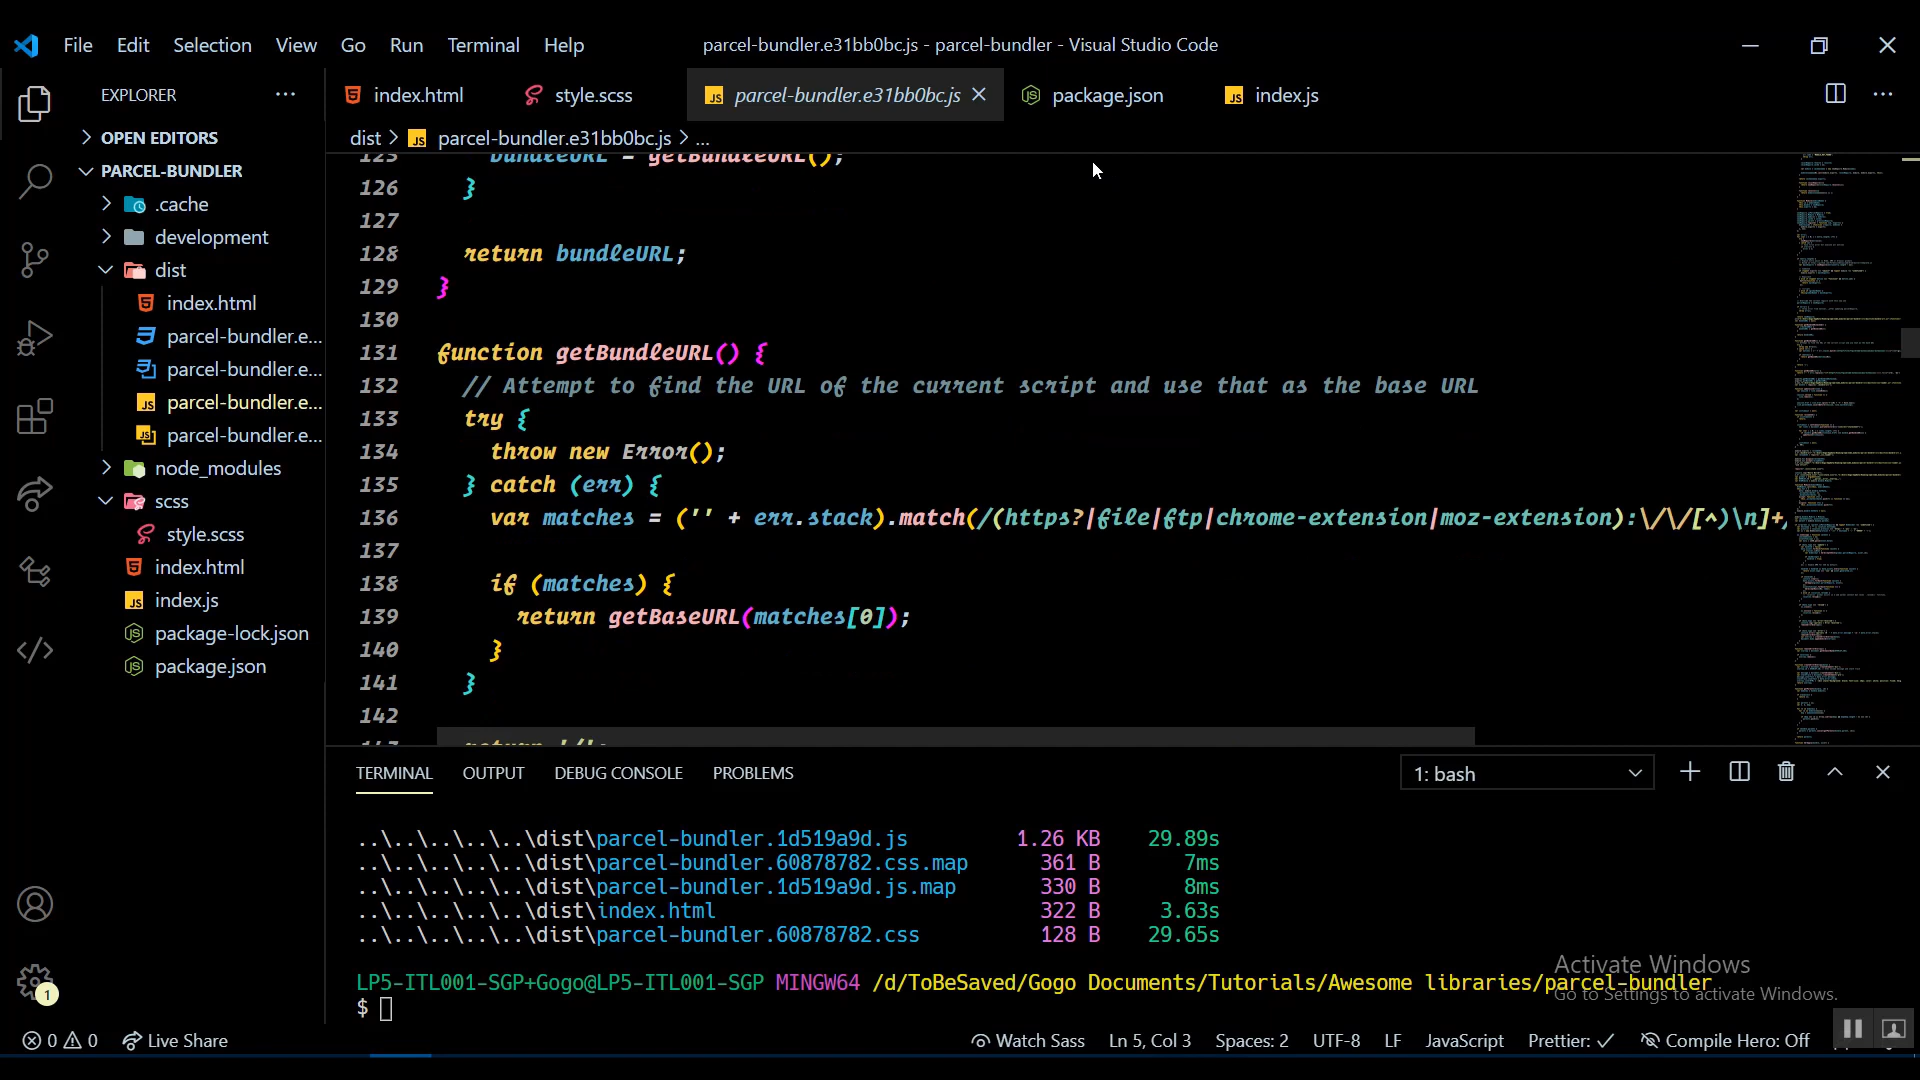 File Edit Selection View Go Run Terminal Help
parcel-bundler.e31bb0bc.js - parcel-bundler - Visual Studio Code
EXPLORER
OPEN EDITORS
PARCEL-BUNDLER
.cache
development
dist
index.html
parcel-bundler.e...
parcel-bundler.e...
parcel-bundler.e...
parcel-bundler.e...
node_modules
scss
style.scss
index.html
index.js
package-lock.json
package.json
index.html style.scss parcel-bundler.e31bb0bc.js package.json index.js
dist > parcel-bundler.e31bb0bc.js > ...
125 bundleURL = getBundleURL();
126 }
127
128 return bundleURL;
129 }
130
131 function getBundleURL() {
132 // Attempt to find the URL of the current script and use that as the base URL
133 try {
134 throw new Error();
135 } catch (err) {
136 var matches = ('' + err.stack).match(/(https?|file|ftp|chrome-extension|moz-extension):\/\/[^)\n]+/
137
138 if (matches) {
139 return getBaseURL(matches[0]);
140 }
141 }
142
143 return '/';
TERMINAL OUTPUT DEBUG CONSOLE PROBLEMS
1: bash
..\..\..\..\..\dist\parcel-bundler.1d519a9d.js 1.26 KB 29.89s
..\..\..\..\..\dist\parcel-bundler.60878782.css.map 361 B 7ms
..\..\..\..\..\dist\parcel-bundler.1d519a9d.js.map 330 B 8ms
..\..\..\..\..\dist\index.html 322 B 3.63s
..\..\..\..\..\dist\parcel-bundler.60878782.css 128 B 29.65s
LP5-ITL001-SGP+Gogo@LP5-ITL001-SGP MINGW64 /d/ToBeSaved/Gogo Documents/Tutorials/Awesome libraries/parcel-bundler
$
Activate Windows
Go to Settings to activate Windows.
1
0 0 Live Share
Watch Sass Ln 5, Col 3 Spaces: 2 UTF-8 LF JavaScript Prettier: ✓ Compile Hero: Off